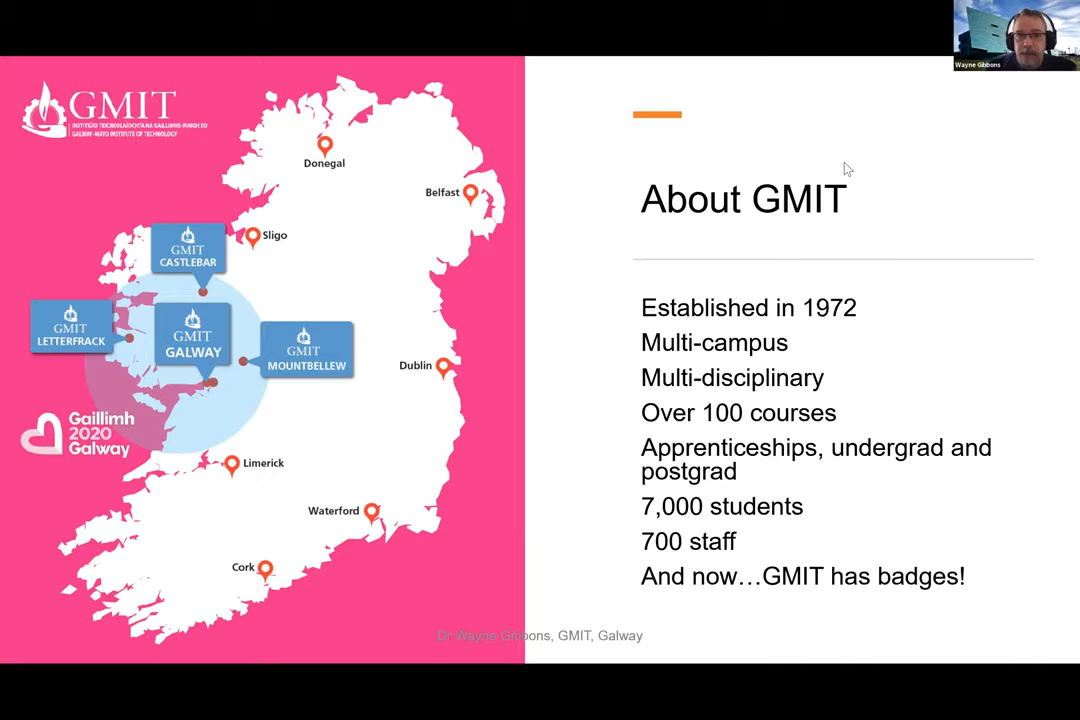 Wayne Gibbons
GMIT
INSTITIÚID TEICNEOLAÍOCHTA NA GAILLIMHE-MAIGH EO
GALWAY-MAYO INSTITUTE OF TECHNOLOGY
Donegal
Belfast
Sligo
GMIT
CASTLEBAR
GMIT
LETTERFRACK
GMIT
GALWAY
GMIT
MOUNTBELLEW
Dublin
Gaillimh
2020
Galway
Limerick
Waterford
Cork
About GMIT
Established in 1972
Multi-campus
Multi-disciplinary
Over 100 courses
Apprenticeships, undergrad and
postgrad
7,000 students
700 staff
And now…GMIT has badges!
Dr Wayne Gibbons, GMIT, Galway